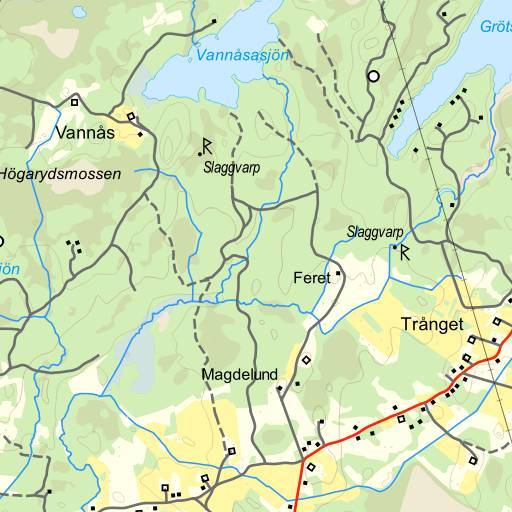 Gröts
Vannåsasjön
Vannås
Slaggvarp
Högarydsmossen
Slaggvarp
jön
Feret
Trånget
Magdelund